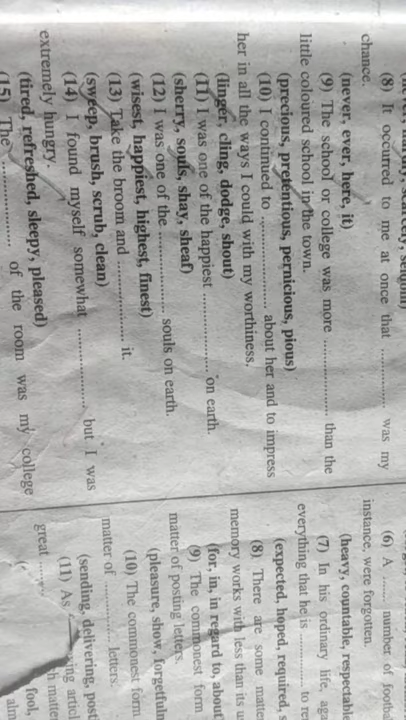 (8) It occurred to me at once that .............. was my
chance.
(never, ever, here, it)
(9) The school or college was more .............. than the
little coloured school in the town.
(precious, pretentious, pernicious, pious)
(10) I continued to .............. about her and to impress
her in all the ways I could with my worthiness.
(linger, cling, dodge, shout)
(11) I was one of the happiest .............. on earth.
(sherry, souls, shay, sheaf)
(12) I was one of the .............. souls on earth.
(wisest, happiest, highest, finest)
(13) Take the broom and .............. it.
(sweep, brush, scrub, clean)
(14) I found myself somewhat .............. but I was
extremely hungry.
(tired, refreshed, sleepy, pleased)
(15) The .............. of the room was my college
(6) A ...... number of
instance, were forgotten.
(heavy, countable,
(7) In his ordinary life,
everything that he is .......... to
(expected, hoped, required,
(8) There are some
memory works with less than its
(for, in, in regard to, about
(9) The commonest form
matter of posting letters.
(pleasure, show,
(10) The commonest form
matter of .............. letters.
(sending, delivering,
(11) As
great ....
fool,